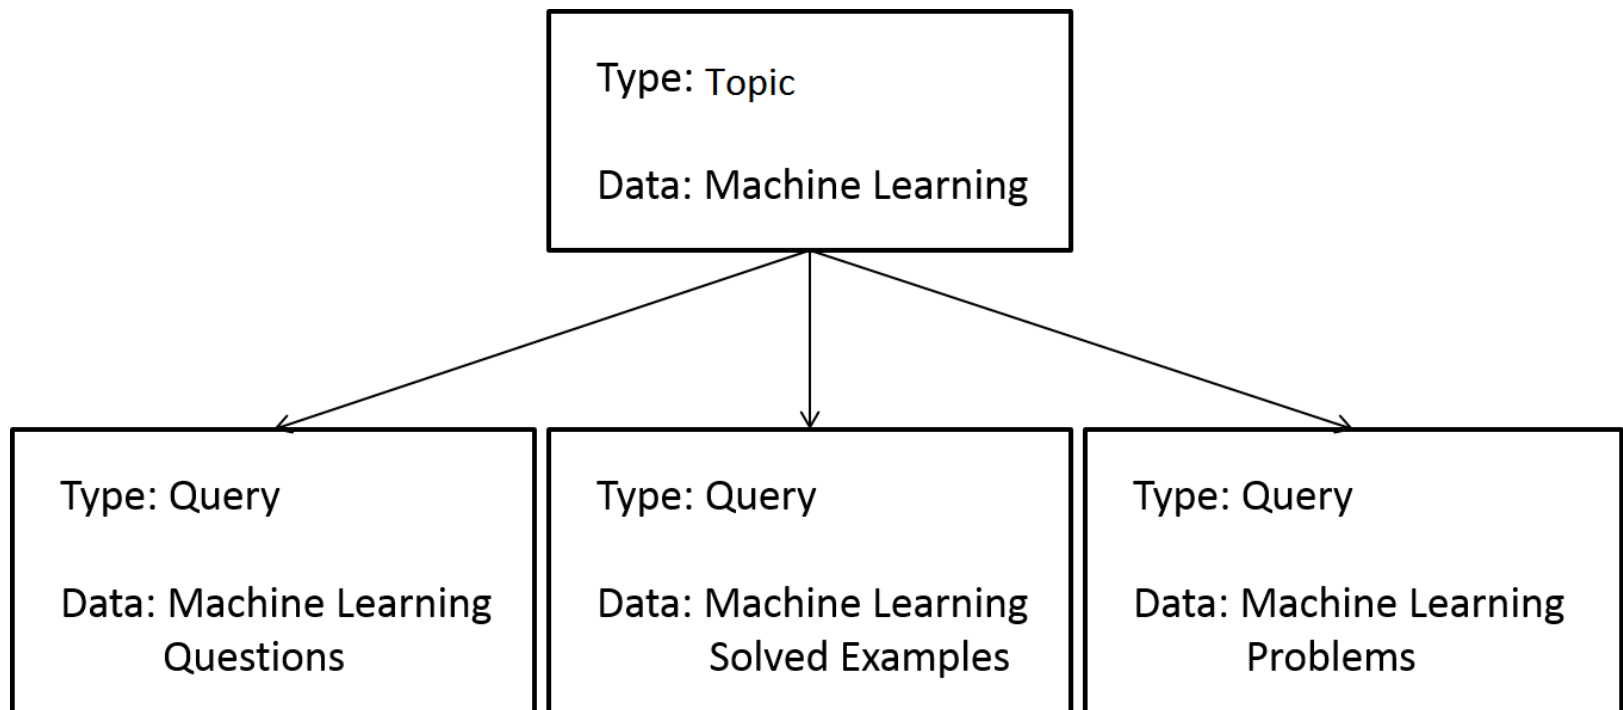 Type: Topic
Data: Machine Learning
Type: Query
Data: Machine Learning
Questions
Type: Query
Data: Machine Learning
Solved Examples
Type: Query
Data: Machine Learning
Problems